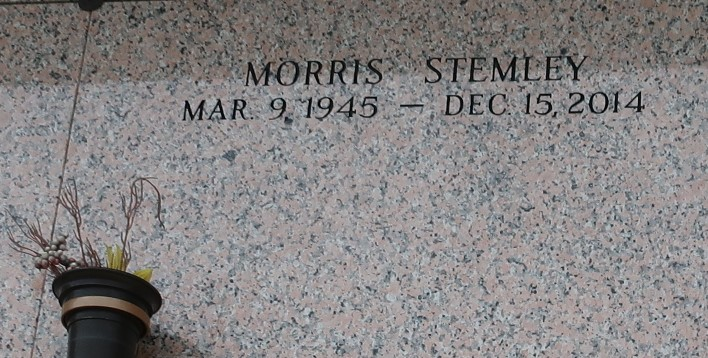 MORRIS STEMLEY
MAR. 9, 1945 — DEC. 15, 2014